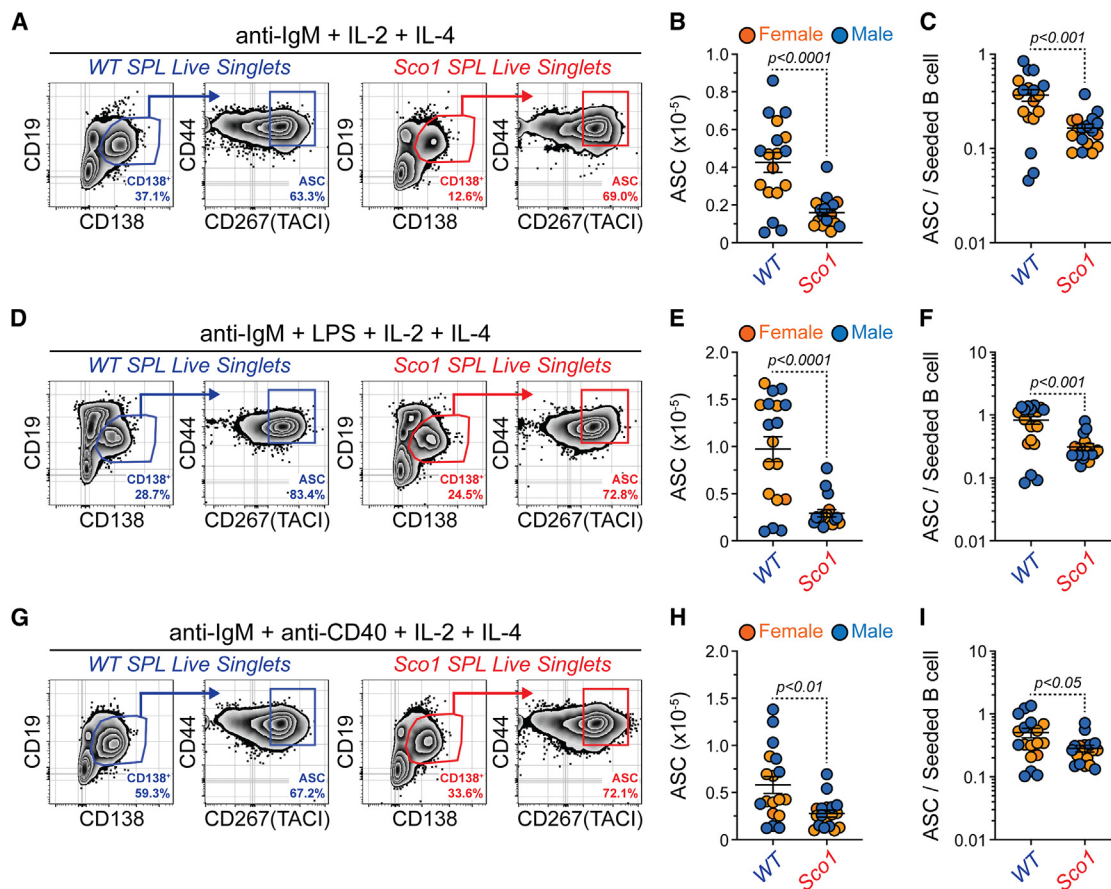 A
anti-IgM + IL-2 + IL-4
WT SPL Live Singlets
Sco1 SPL Live Singlets
CD19
CD138⁺
37.1%
CD138
CD44
ASC
63.3%
CD267(TACI)
CD19
CD138⁺
12.6%
CD138
CD44
ASC
69.0%
CD267(TACI)
B
Female Male
p<0.0001
ASC (x10⁻⁵)
1.0
0.8
0.6
0.4
0.2
0
WT
Sco1
C
p<0.001
ASC / Seeded B cell
1
0.1
0.01
WT
Sco1
D
anti-IgM + LPS + IL-2 + IL-4
WT SPL Live Singlets
Sco1 SPL Live Singlets
CD19
CD138⁺
28.7%
CD138
CD44
ASC
83.4%
CD267(TACI)
CD19
CD138⁺
24.5%
CD138
CD44
ASC
72.8%
CD267(TACI)
E
Female Male
p<0.0001
ASC (x10⁻⁵)
2.0
1.5
1.0
0.5
0
WT
Sco1
F
p<0.001
ASC / Seeded B cell
10
1
0.1
0.01
WT
Sco1
G
anti-IgM + anti-CD40 + IL-2 + IL-4
WT SPL Live Singlets
Sco1 SPL Live Singlets
CD19
CD138⁺
59.3%
CD138
CD44
ASC
67.2%
CD267(TACI)
CD19
CD138⁺
33.6%
CD138
CD44
ASC
72.1%
CD267(TACI)
H
Female Male
p<0.01
ASC (x10⁻⁵)
2.0
1.5
1.0
0.5
0
WT
Sco1
I
p<0.05
ASC / Seeded B cell
10
1
0.1
0.01
WT
Sco1